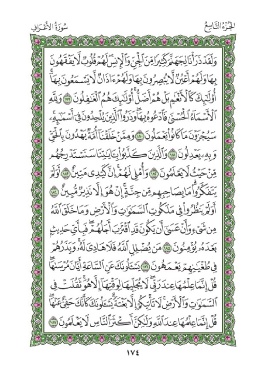 الجزء التاسع
سورة الأعراف
وَلَقَدْ ذَرَأْنَا لِجَهَنَّمَ كَثِيرًا مِّنَ ٱلْجِنِّ وَٱلْإِنسِ لَهُمْ قُلُوبٌ لَّا يَفْقَهُونَ
بِهَا وَلَهُمْ أَعْيُنٌ لَّا يُبْصِرُونَ بِهَا وَلَهُمْ ءَاذَانٌ لَّا يَسْمَعُونَ بِهَا
أُو۟لَٰٓئِكَ كَٱلْأَنْعَٰمِ بَلْ هُمْ أَضَلُّ أُو۟لَٰٓئِكَ هُمُ ٱلْغَٰفِلُونَ ١٧٩ وَلِلَّهِ
ٱلْأَسْمَآءُ ٱلْحُسْنَىٰ فَٱدْعُوهُ بِهَا وَذَرُوا۟ ٱلَّذِينَ يُلْحِدُونَ فِىٓ أَسْمَٰٓئِهِۦ
سَيُجْزَوْنَ مَا كَانُوا۟ يَعْمَلُونَ ١٨٠ وَمِمَّنْ خَلَقْنَآ أُمَّةٌ يَهْدُونَ بِٱلْحَقِّ
وَبِهِۦ يَعْدِلُونَ ١٨١ وَٱلَّذِينَ كَذَّبُوا۟ بِـَٔايَٰتِنَا سَنَسْتَدْرِجُهُم
مِّنْ حَيْثُ لَا يَعْلَمُونَ ١٨٢ وَأُمْلِى لَهُمْ إِنَّ كَيْدِى مَتِينٌ ١٨٣ أَوَلَمْ
يَتَفَكَّرُوا۟ مَا بِصَاحِبِهِم مِّن جِنَّةٍ إِنْ هُوَ إِلَّا نَذِيرٌ مُّبِينٌ ١٨٤
أَوَلَمْ يَنظُرُوا۟ فِى مَلَكُوتِ ٱلسَّمَٰوَٰتِ وَٱلْأَرْضِ وَمَا خَلَقَ ٱللَّهُ
مِن شَىْءٍ وَأَنْ عَسَىٰٓ أَن يَكُونَ قَدِ ٱقْتَرَبَ أَجَلُهُمْ فَبِأَىِّ حَدِيثٍۭ
بَعْدَهُۥ يُؤْمِنُونَ ١٨٥ مَن يُضْلِلِ ٱللَّهُ فَلَا هَادِىَ لَهُۥ وَيَذَرُهُمْ
فِى طُغْيَٰنِهِمْ يَعْمَهُونَ ١٨٦ يَسْـَٔلُونَكَ عَنِ ٱلسَّاعَةِ أَيَّانَ مُرْسَىٰهَا
قُلْ إِنَّمَا عِلْمُهَا عِندَ رَبِّى لَا يُجَلِّيهَا لِوَقْتِهَآ إِلَّا هُوَ ثَقُلَتْ فِى
ٱلسَّمَٰوَٰتِ وَٱلْأَرْضِ لَا تَأْتِيكُمْ إِلَّا بَغْتَةً يَسْـَٔلُونَكَ كَأَنَّكَ حَفِىٌّ عَنْهَا
قُلْ إِنَّمَا عِلْمُهَا عِندَ ٱللَّهِ وَلَٰكِنَّ أَكْثَرَ ٱلنَّاسِ لَا يَعْلَمُونَ ١٨٧
١٧٤